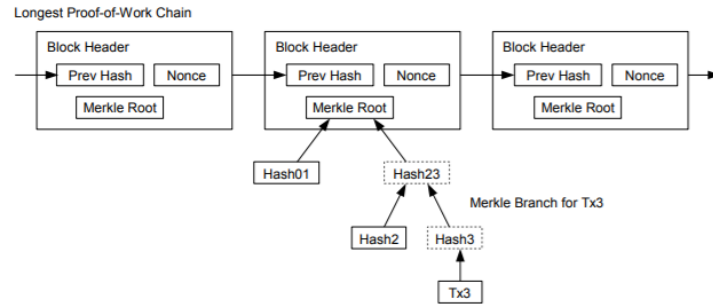 Longest Proof-of-Work Chain
Block Header
Block Header
Block Header
Prev Hash
Nonce
Prev Hash
Nonce
Prev Hash
Nonce
Merkle Root
Merkle Root
Merkle Root
Hash01
Hash23
Merkle Branch for Tx3
Hash2
Hash3
Tx3